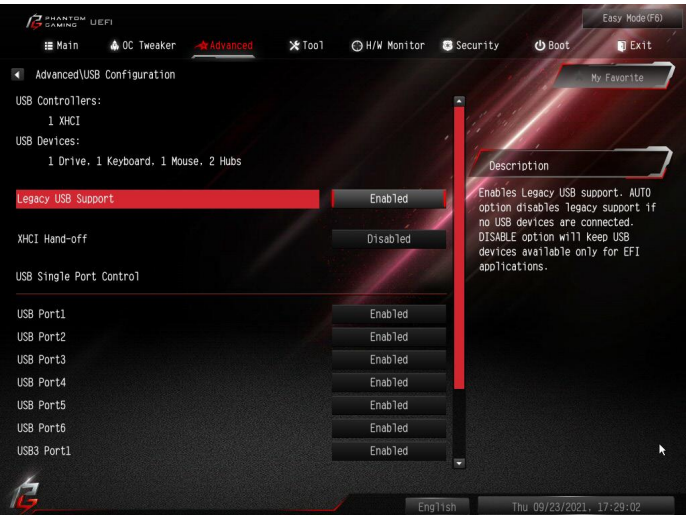 PHANTOM GAMING UEFI
Easy Mode(F6)
Main OC Tweaker Advanced Tool H/W Monitor Security Boot Exit
Advanced\USB Configuration
My Favorite
USB Controllers:
1 XHCI
USB Devices:
1 Drive. 1 Keyboard. 1 Mouse. 2 Hubs
Legacy USB Support Enabled
XHCI Hand-off Disabled
USB Single Port Control
USB Port1 Enabled
USB Port2 Enabled
USB Port3 Enabled
USB Port4 Enabled
USB Port5 Enabled
USB Port6 Enabled
USB3 Port1 Enabled
Description
Enables Legacy USB support. AUTO
option disables legacy support if
no USB devices are connected.
DISABLE option will keep USB
devices available only for EFI
applications.
English
Thu 09/23/2021. 17:29:02